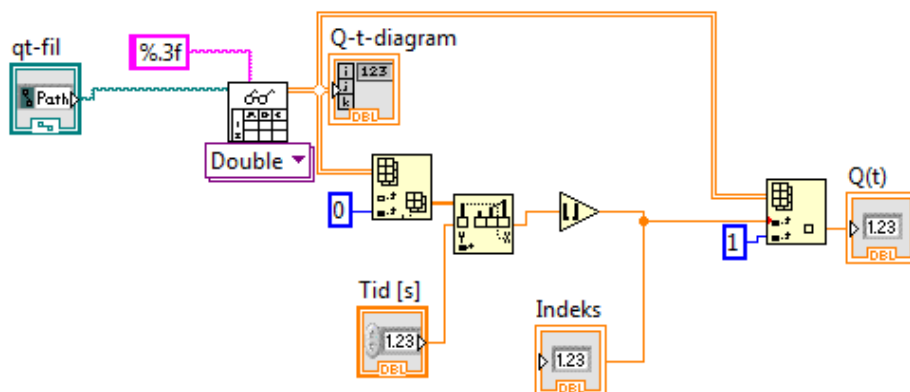 qt-fil
%.3f
Q-t-diagram
Path
i
j
k
123
DBL
Double
0
Q(t)
1.23
DBL
1
Tid [s]
1.23
DBL
Indeks
1.23
DBL